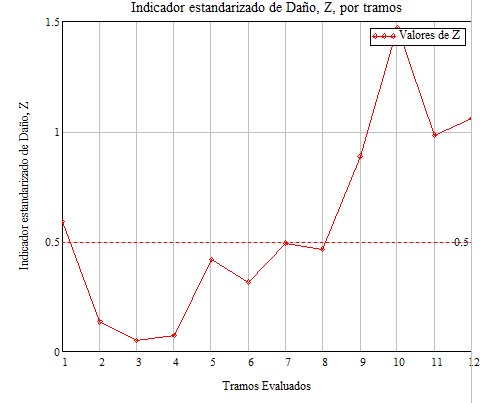 Indicador estandarizado de Daño, Z, por tramos
1.5
Valores de Z
1
Indicador estandarizado de Daño, Z
0.5
0.5
0
1 2 3 4 5 6 7 8 9 10 11 12
Tramos Evaluados